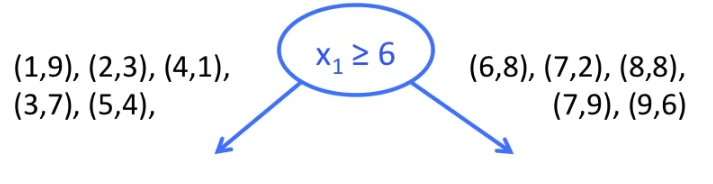 (1,9), (2,3), (4,1),
(3,7), (5,4),
x₁ ≥ 6
(6,8), (7,2), (8,8),
(7,9), (9,6)